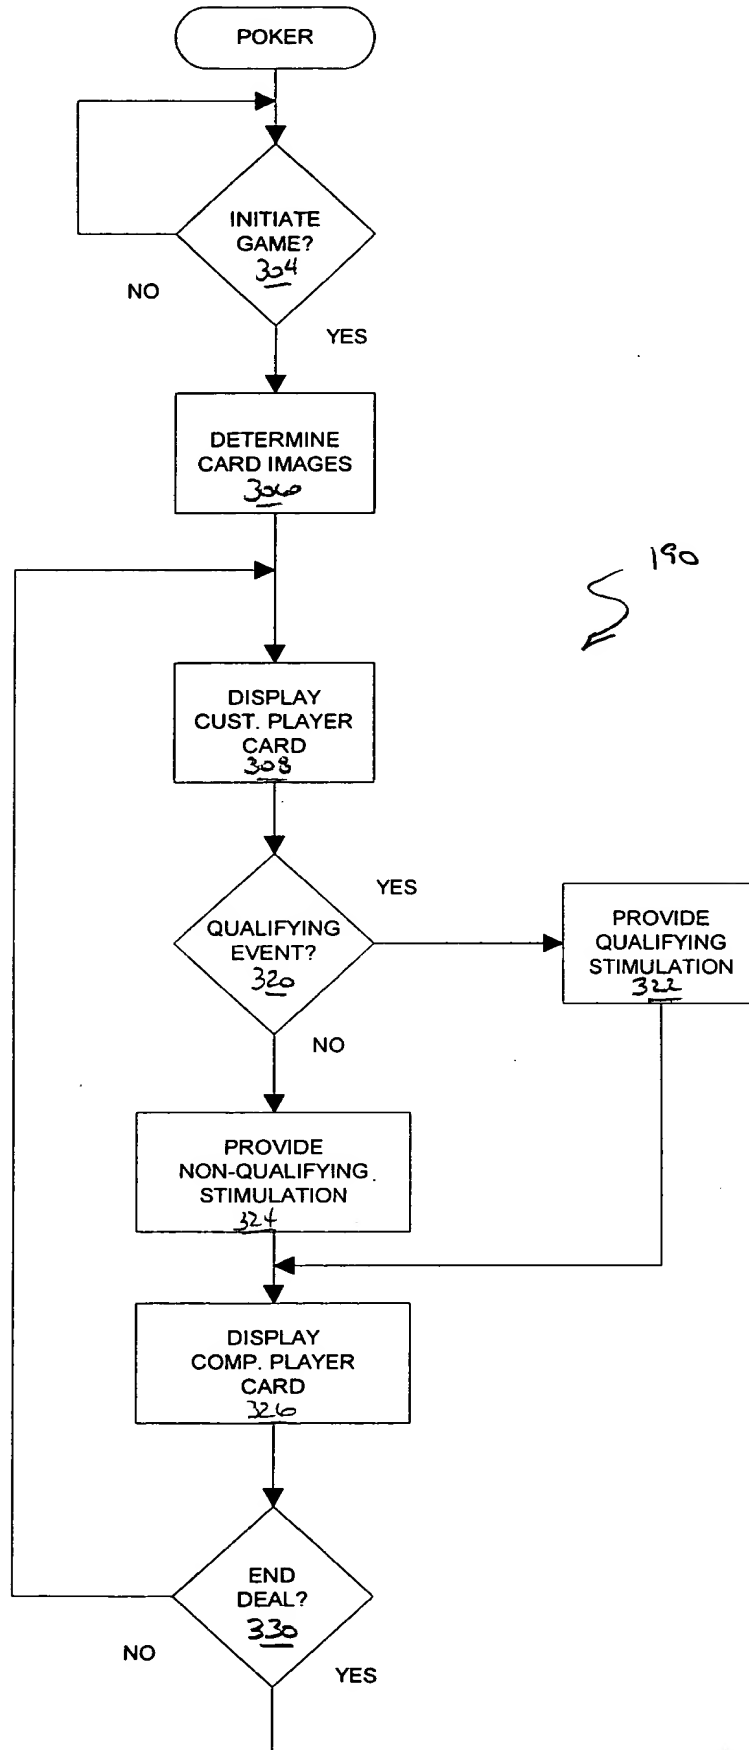 POKER
INITIATE
GAME?
304
NO
YES
DETERMINE
CARD IMAGES
306
190
DISPLAY
CUST. PLAYER
CARD
308
YES
QUALIFYING
EVENT?
320
PROVIDE
QUALIFYING
STIMULATION
322
NO
PROVIDE
NON-QUALIFYING
STIMULATION
324
DISPLAY
COMP. PLAYER
CARD
326
END
DEAL?
330
NO
YES